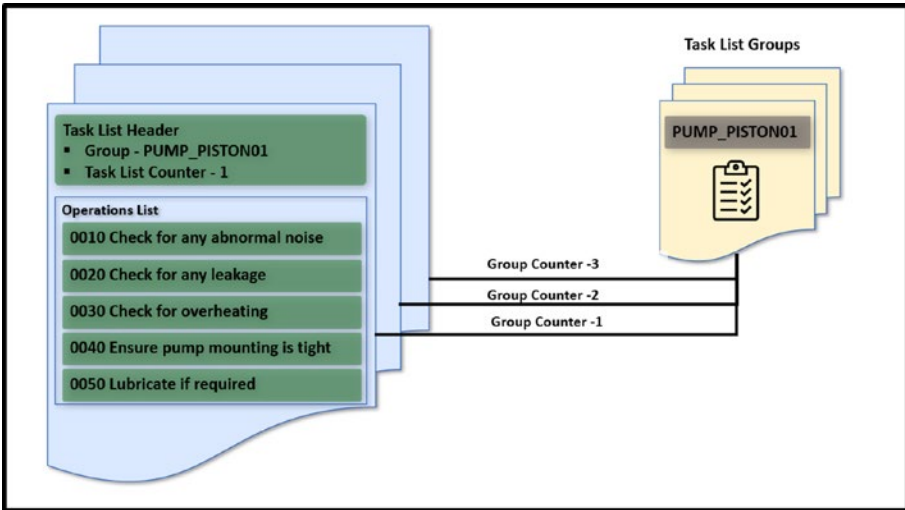 Task List Header
▪ Group - PUMP_PISTON01
▪ Task List Counter - 1
Operations List
0010 Check for any abnormal noise
0020 Check for any leakage
0030 Check for overheating
0040 Ensure pump mounting is tight
0050 Lubricate if required
Group Counter -3
Group Counter -2
Group Counter -1
Task List Groups
PUMP_PISTON01